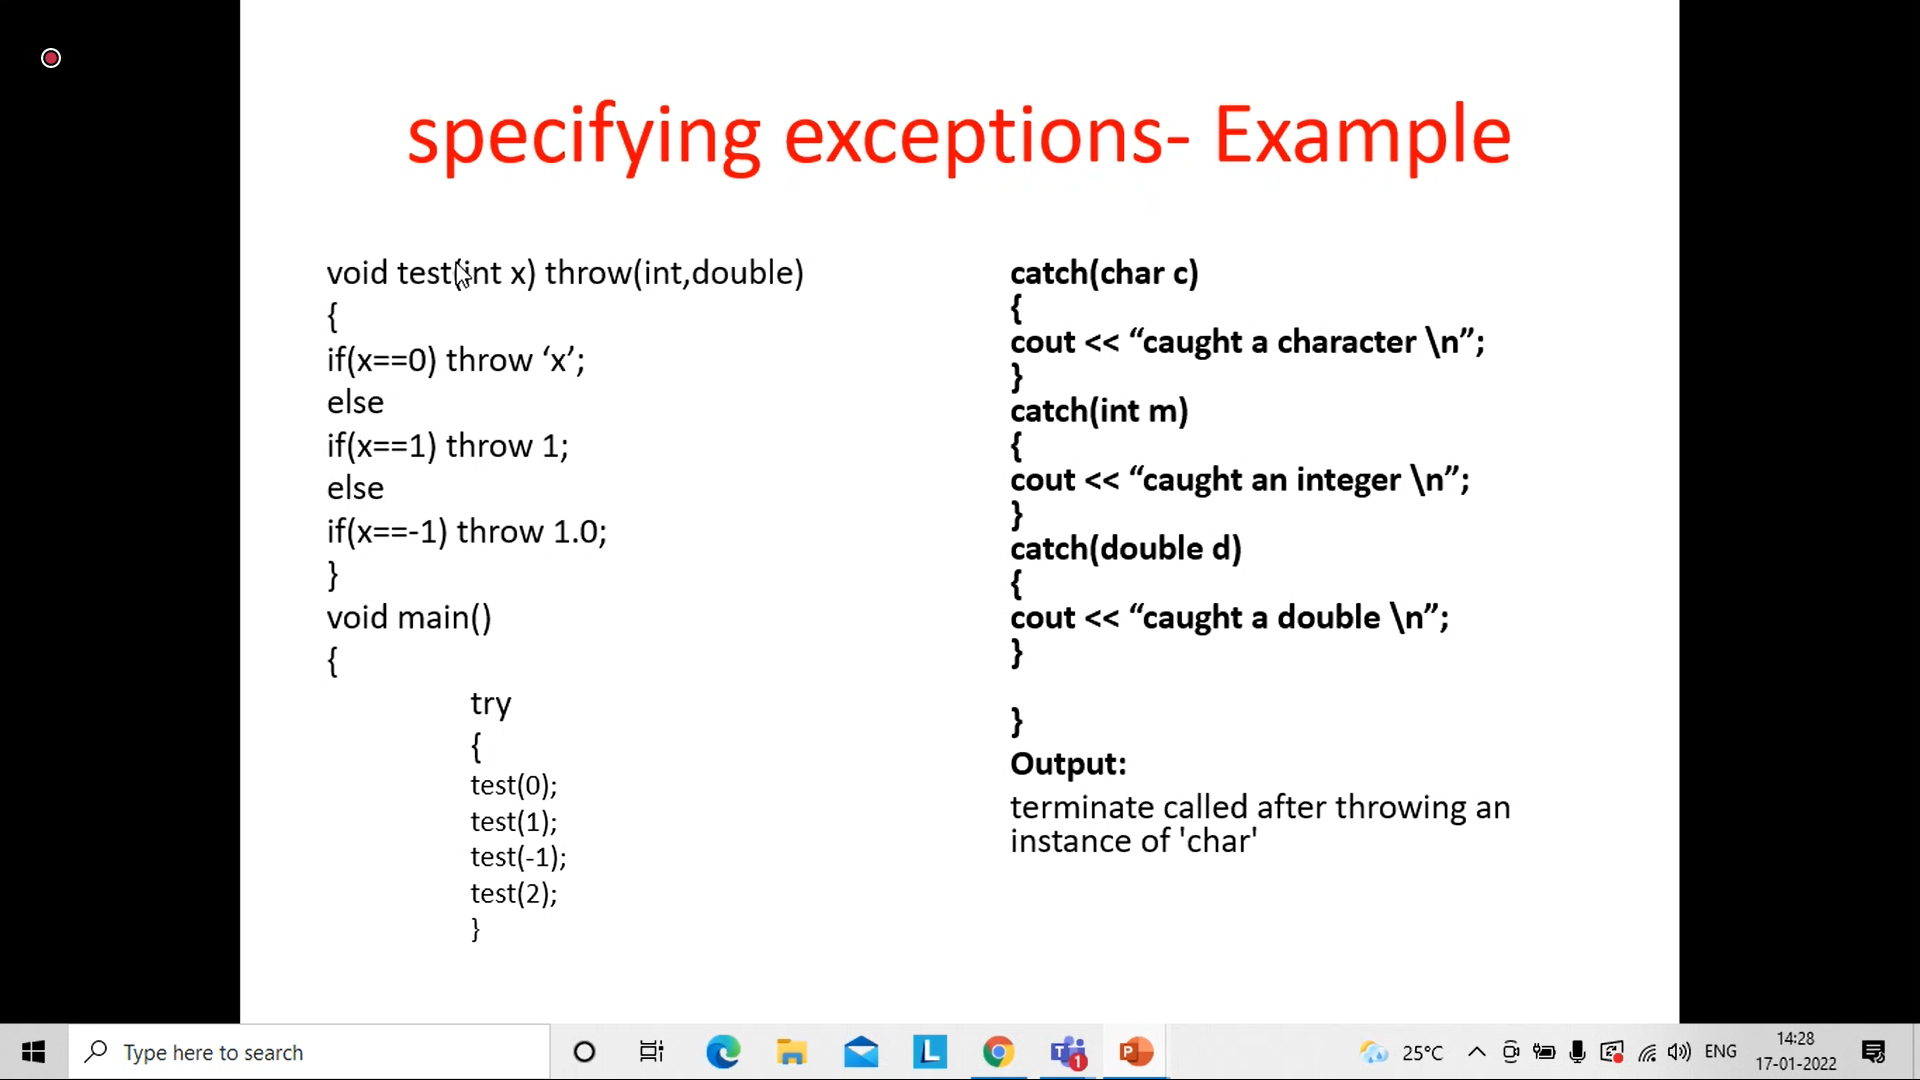 specifying exceptions- Example
void test(int x) throw(int,double)
{
if(x==0) throw ‘x’;
else
if(x==1) throw 1;
else
if(x==-1) throw 1.0;
}
void main()
{
try
{
test(0);
test(1);
test(-1);
test(2);
}
catch(char c)
{
cout << “caught a character \n”;
}
catch(int m)
{
cout << “caught an integer \n”;
}
catch(double d)
{
cout << “caught a double \n”;
}
}
Output:
terminate called after throwing an
instance of 'char'
Type here to search
25°C
ENG
14:28
17-01-2022